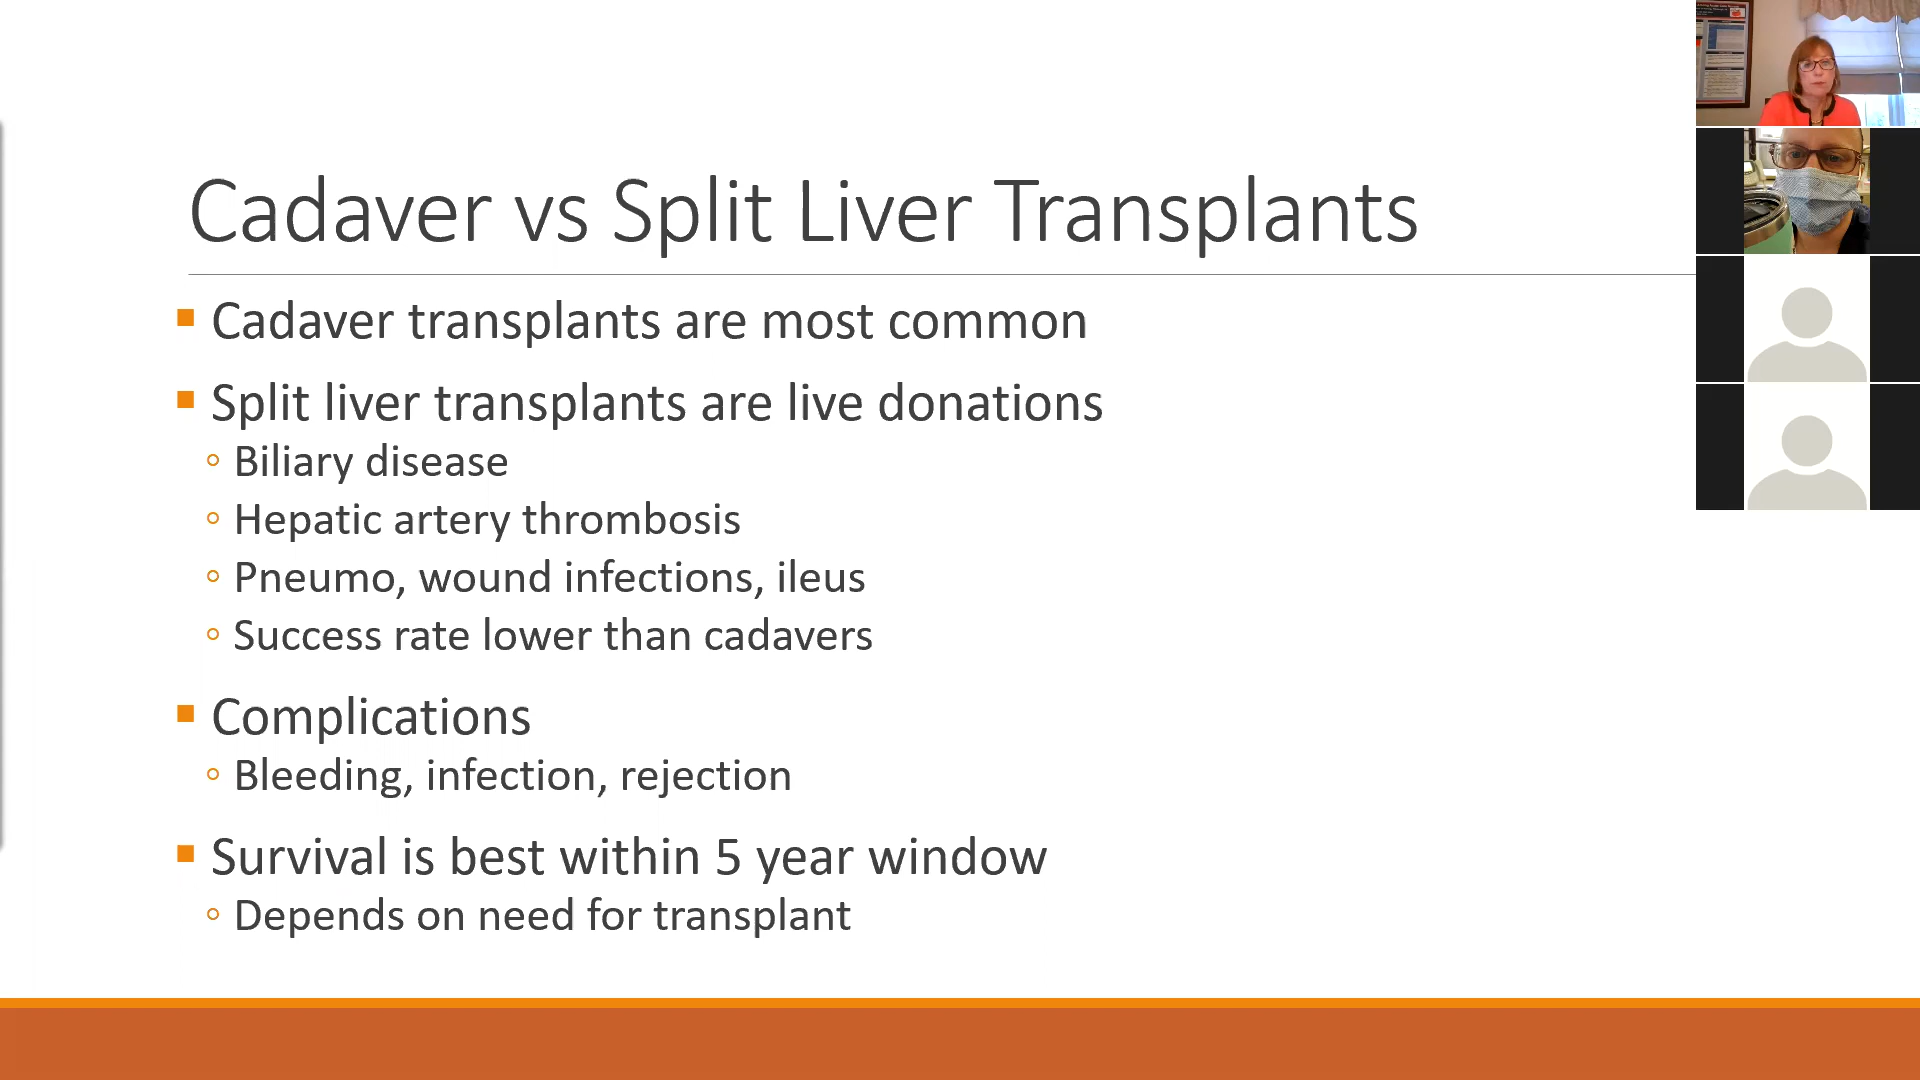 Cadaver vs Split Liver Transplants
Cadaver transplants are most common
Split liver transplants are live donations
Biliary disease
Hepatic artery thrombosis
Pneumo, wound infections, ileus
Success rate lower than cadavers
Complications
Bleeding, infection, rejection
Survival is best within 5 year window
Depends on need for transplant